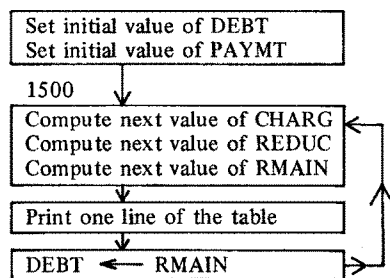 Set initial value of DEBT
Set initial value of PAYMT
1500
Compute next value of CHARG
Compute next value of REDUC
Compute next value of RMAIN
Print one line of the table
DEBT ← RMAIN